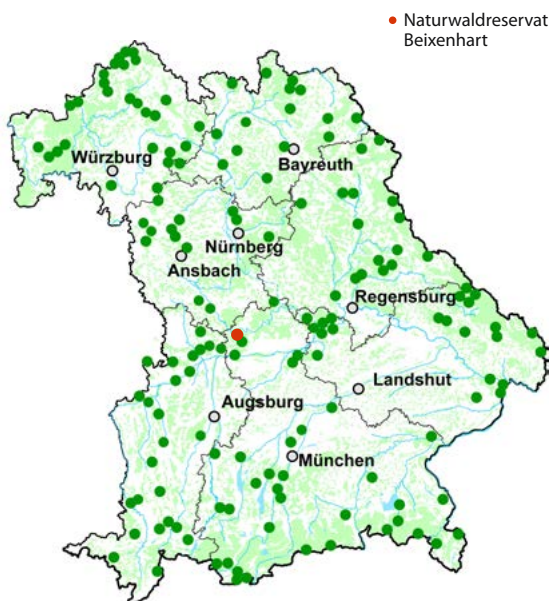 Naturwaldreservat
Beixenhart
Würzburg
Bayreuth
Nürnberg
Ansbach
Regensburg
Landshut
Augsburg
München